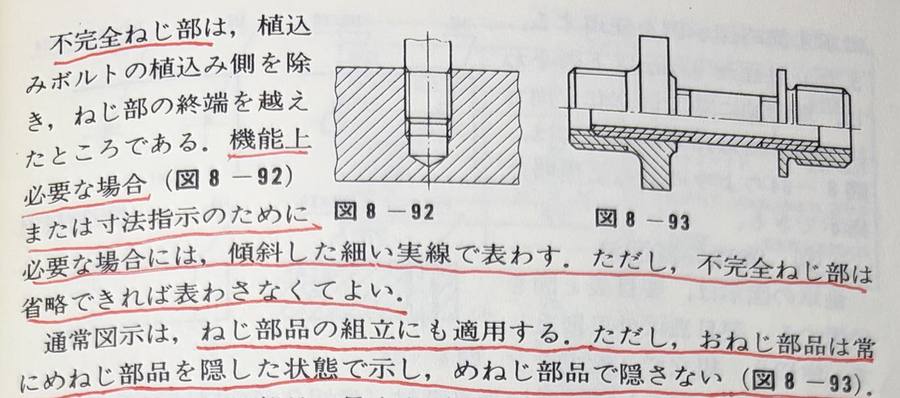 不完全ねじ部は，植込
みボルトの植込み側を除
き，ねじ部の終端を越え
たところである．機能上
必要な場合（図8－92）
または寸法指示のために
必要な場合には，傾斜した細い実線で表わす．ただし，不完全ねじ部は
省略できれば表わさなくてよい．
通常図示は，ねじ部品の組立にも適用する．ただし，おねじ部品は常
にめねじ部品を隠した状態で示し，めねじ部品で隠さない（図8－93）．
図8－92
図8－93